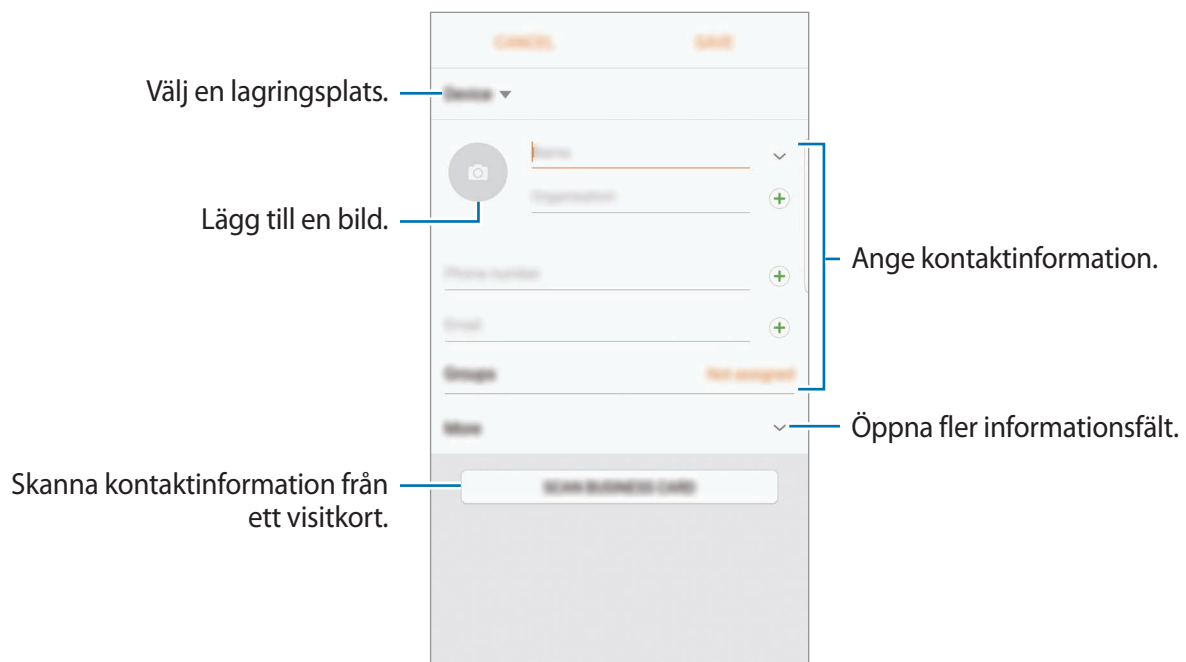 CANCEL
SAVE
Välj en lagringsplats.
Device
Name
Lägg till en bild.
Organisation
Ange kontaktinformation.
Phone number
Email
Groups
Not assigned
More
Öppna fler informationsfält.
Skanna kontaktinformation från
ett visitkort.
SCAN BUSINESS CARD